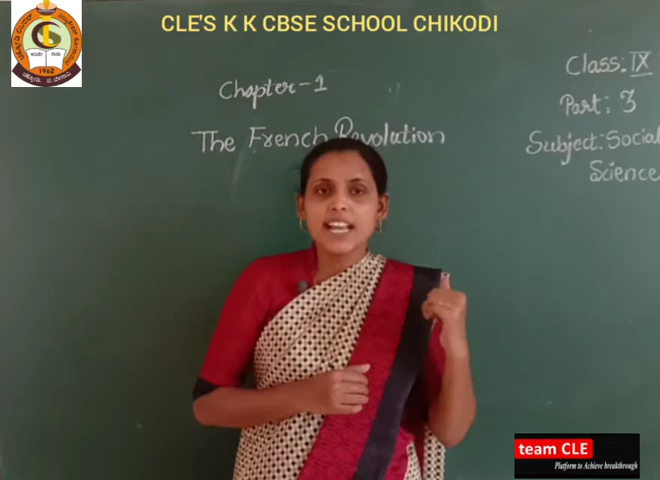 CLE'S K K CBSE SCHOOL CHIKODI
1962
Chapter-1
The French Revolution
Class: IX
Part: 3
Subject: Social
Science
team CLE
Platform to Achieve breakthrough